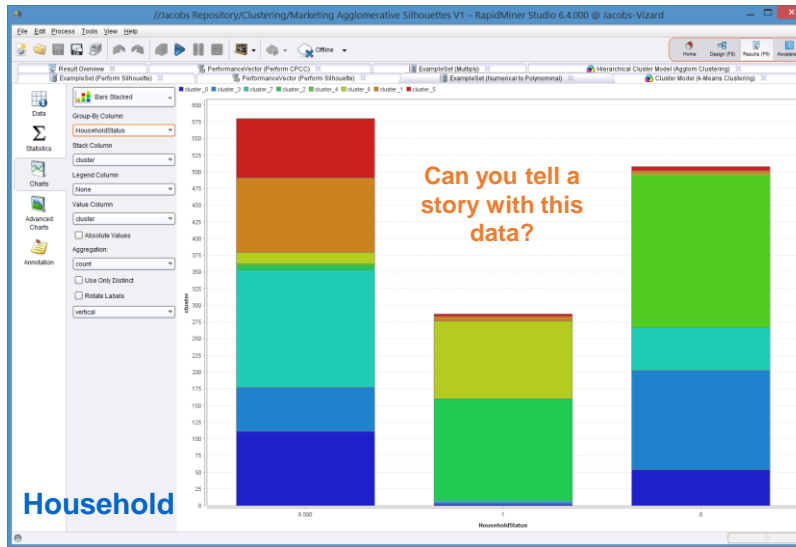 //Jacobs Repository/Clustering/Marketing Agglomerative Silhouettes V1 – RapidMiner Studio 6.4.000 @ Jacobs-Vizard
File Edit Process Tools View Help
Offline
Home Design (F8) Results (F9) Accelera
Result Overview PerformanceVector (Perform CPCC) ExampleSet (Multiply) Hierarchical Cluster Model (Agglom Clustering)
ExampleSet (Perform Silhouette) PerformanceVector (Perform Silhouette) ExampleSet (Numerical to Polynominal) Cluster Model (k-Means Clustering)
Data
Statistics
Charts
Advanced
Charts
Annotation
Bars Stacked
Group-By Column
HouseholdStatus
Stack Column
cluster
Legend Column
None
Value Column
cluster
Absolute Values
Aggregation:
count
Use Only Distinct
Rotate Labels
vertical
cluster_0 cluster_3 cluster_7 cluster_2 cluster_4 cluster_6 cluster_1 cluster_5
600
575
550
525
500
475
450
425
400
375
350
325
300
275
250
225
200
175
150
125
100
75
50
25
0
cluster
Can you tell a
story with this
data?
0.500 1 0
HouseholdStatus
Household